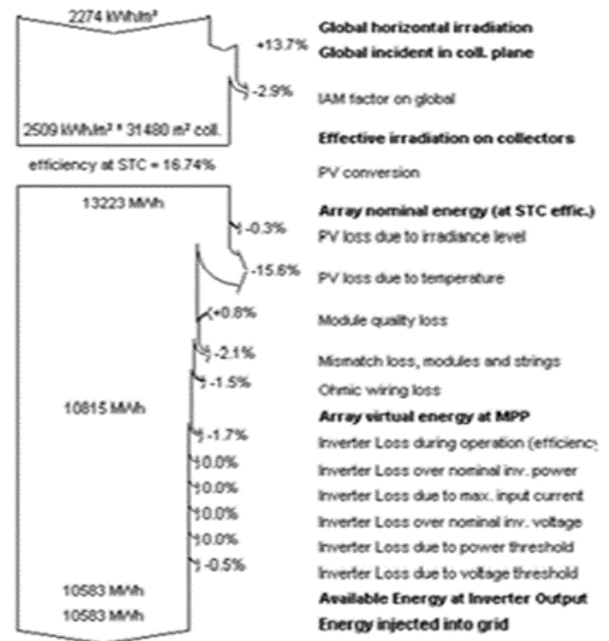 2274 kWh/m²
Global horizontal irradiation
+13.7%
Global incident in coll. plane
-2.9%
IAM factor on global
2509 kWh/m² * 31480 m² coll.
Effective irradiation on collectors
efficiency at STC = 16.74%
PV conversion
13223 MWh
Array nominal energy (at STC effic.)
-0.3%
PV loss due to irradiance level
-15.6%
PV loss due to temperature
+0.8%
Module quality loss
-2.1%
Mismatch loss, modules and strings
-1.5%
Ohmic wiring loss
10815 MWh
Array virtual energy at MPP
-1.7%
Inverter Loss during operation (efficiency
0.0%
Inverter Loss over nominal inv. power
0.0%
Inverter Loss due to max. input current
0.0%
Inverter Loss over nominal inv. voltage
0.0%
Inverter Loss due to power threshold
-0.5%
Inverter Loss due to voltage threshold
10583 MWh
Available Energy at Inverter Output
10583 MWh
Energy injected into grid